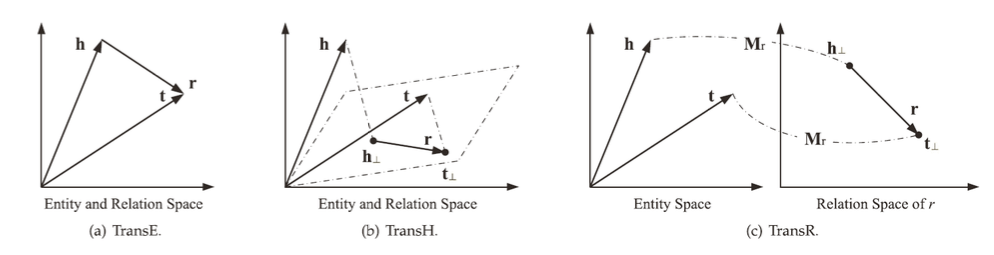 h
r
t
Entity and Relation Space
(a) TransE.
h
t
r
h⊥
t⊥
Entity and Relation Space
(b) TransH.
h
Mr
h⊥
t
r
Mr
t⊥
Entity Space
Relation Space of r
(c) TransR.